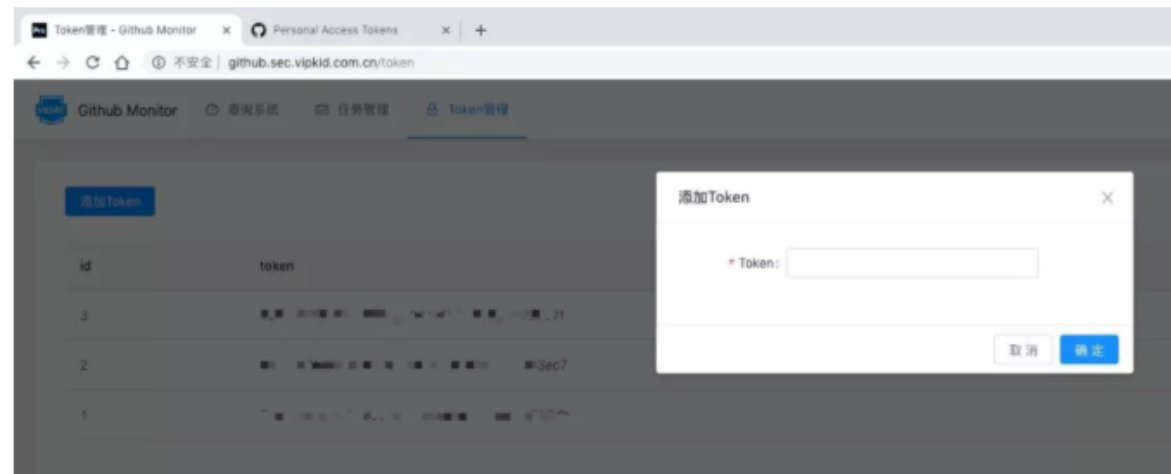 Token管理 - Github Monitor
Personal Access Tokens
不安全 | github.sec.vipkid.com.cn/token
Github Monitor 查询系统 任务管理 Token管理
添加Token
添加Token
* Token:
取消 确定
id token
3 7f
2 3ec7
1